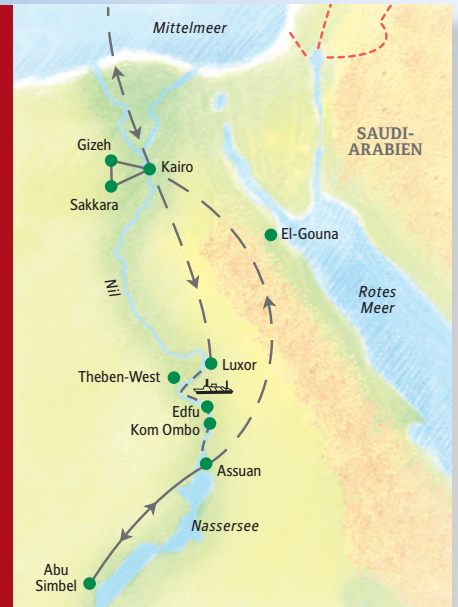 Mittelmeer
Gizeh
Kairo
Sakkara
SAUDI-
ARABIEN
El-Gouna
Nil
Rotes
Meer
Luxor
Theben-West
Edfu
Kom Ombo
Assuan
Nassersee
Abu
Simbel